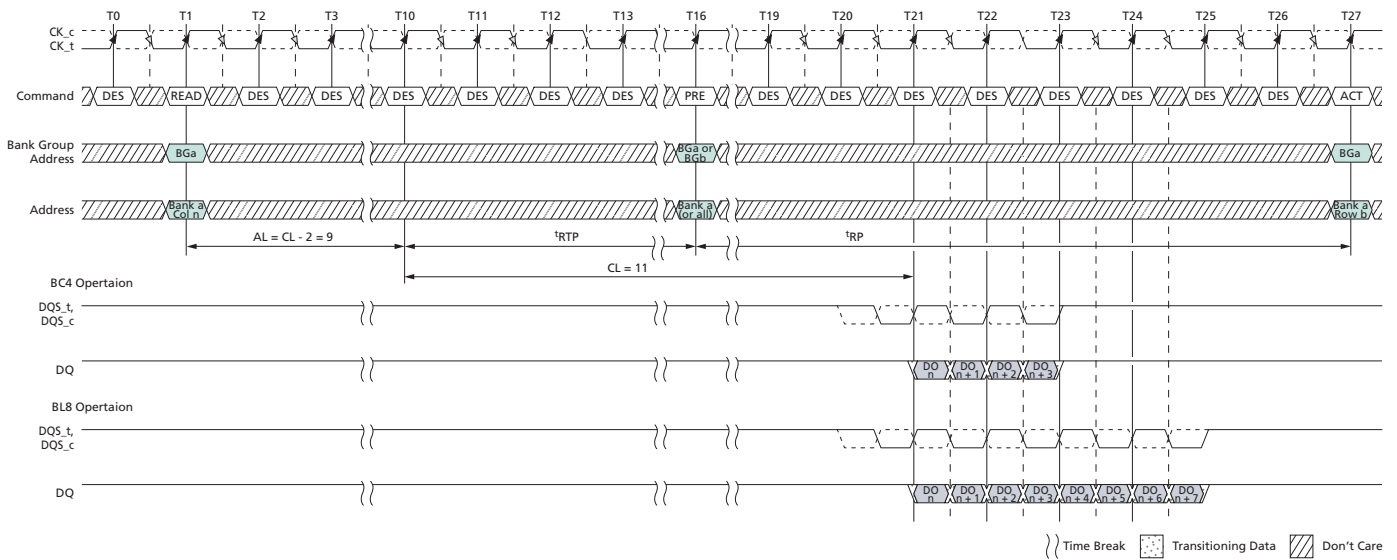 T0 T1 T2 T3 T10 T11 T12 T13 T16 T19 T20 T21 T22 T23 T24 T25 T26 T27
CK_c
CK_t
Command DES READ DES DES DES DES DES DES PRE DES DES DES DES DES DES DES DES ACT
Bank Group
Address
BGa
BGa or
BGb
BGa
Address
Bank a
Col n
Bank a
(or all)
Bank a
Row b
AL = CL - 2 = 9
tRTP
tRP
CL = 11
BC4 Opertaion
DQS_t,
DQS_c
DQ
DO
n
DO
n + 1
DO
n + 2
DO
n + 3
BL8 Opertaion
DQS_t,
DQS_c
DQ
DO
n
DO
n + 1
DO
n + 2
DO
n + 3
DO
n + 4
DO
n + 5
DO
n + 6
DO
n + 7
Time Break Transitioning Data Don't Care